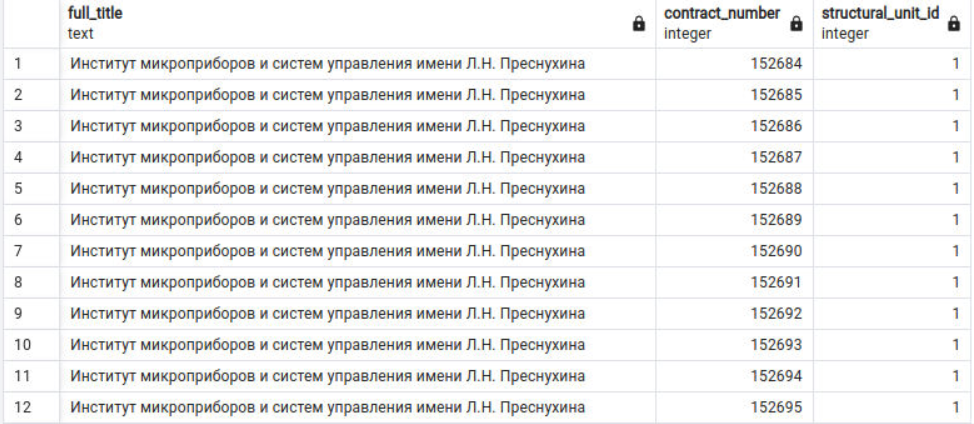 full_title contract_number structural_unit_id
text integer integer
1 Институт микроприборов и систем управления имени Л.Н. Преснухина 152684 1
2 Институт микроприборов и систем управления имени Л.Н. Преснухина 152685 1
3 Институт микроприборов и систем управления имени Л.Н. Преснухина 152686 1
4 Институт микроприборов и систем управления имени Л.Н. Преснухина 152687 1
5 Институт микроприборов и систем управления имени Л.Н. Преснухина 152688 1
6 Институт микроприборов и систем управления имени Л.Н. Преснухина 152689 1
7 Институт микроприборов и систем управления имени Л.Н. Преснухина 152690 1
8 Институт микроприборов и систем управления имени Л.Н. Преснухина 152691 1
9 Институт микроприборов и систем управления имени Л.Н. Преснухина 152692 1
10 Институт микроприборов и систем управления имени Л.Н. Преснухина 152693 1
11 Институт микроприборов и систем управления имени Л.Н. Преснухина 152694 1
12 Институт микроприборов и систем управления имени Л.Н. Преснухина 152695 1